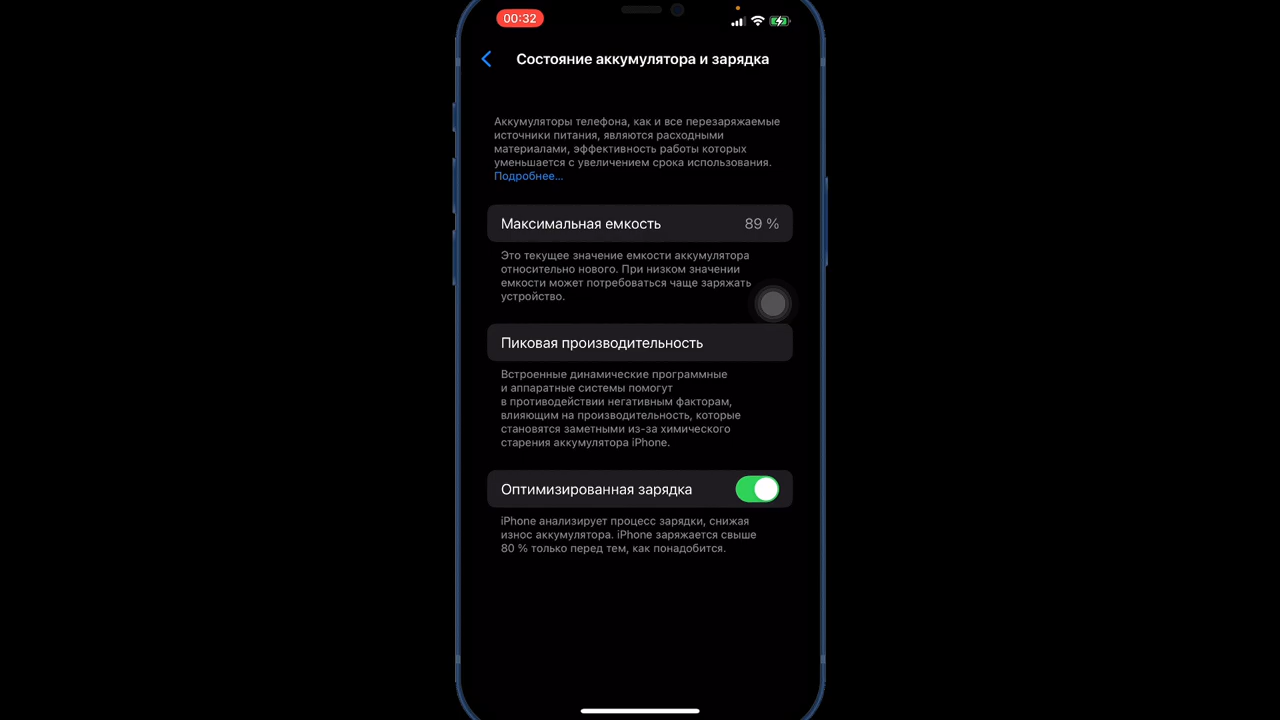 00:32
Состояние аккумулятора и зарядка
Аккумуляторы телефона, как и все перезаряжаемые
источники питания, являются расходными
материалами, эффективность работы которых
уменьшается с увеличением срока использования.
Подробнее...
Максимальная емкость 89 %
Это текущее значение емкости аккумулятора
относительно нового. При низком значении
емкости может потребоваться чаще заряжать
устройство.
Пиковая производительность
Встроенные динамические программные
и аппаратные системы помогут
в противодействии негативным факторам,
влияющим на производительность, которые
становятся заметными из-за химического
старения аккумулятора iPhone.
Оптимизированная зарядка
iPhone анализирует процесс зарядки, снижая
износ аккумулятора. iPhone заряжается свыше
80 % только перед тем, как понадобится.